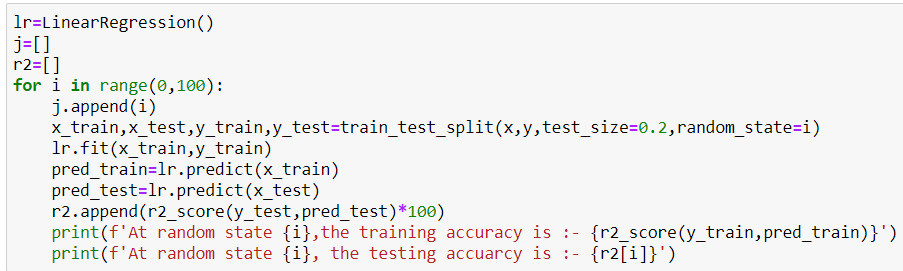 lr=LinearRegression()
j=[]
r2=[]
for i in range(0,100):
    j.append(i)
    x_train,x_test,y_train,y_test=train_test_split(x,y,test_size=0.2,random_state=i)
    lr.fit(x_train,y_train)
    pred_train=lr.predict(x_train)
    pred_test=lr.predict(x_test)
    r2.append(r2_score(y_test,pred_test)*100)
    print(f'At random state {i},the training accuracy is :- {r2_score(y_train,pred_train)}')
    print(f'At random state {i}, the testing accuarcy is :- {r2[i]}')